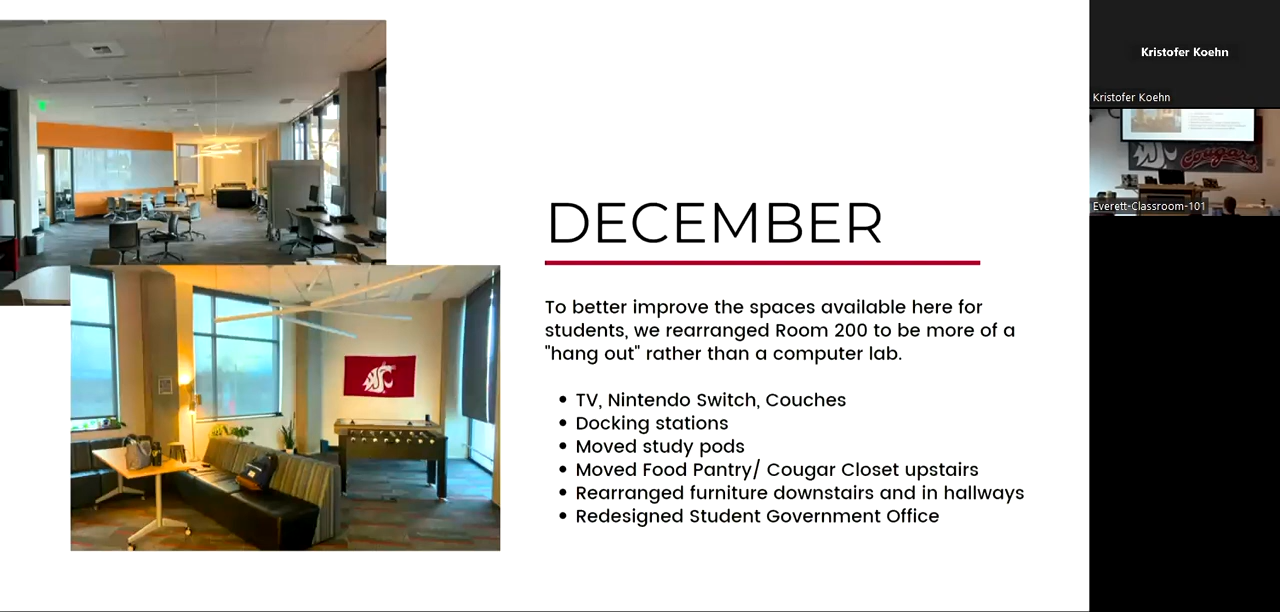 DECEMBER
To better improve the spaces available here for
students, we rearranged Room 200 to be more of a
"hang out" rather than a computer lab.
• TV, Nintendo Switch, Couches
• Docking stations
• Moved study pods
• Moved Food Pantry/ Cougar Closet upstairs
• Rearranged furniture downstairs and in hallways
• Redesigned Student Government Office
Kristofer Koehn
Kristofer Koehn
Cougars
Everett-Classroom-101